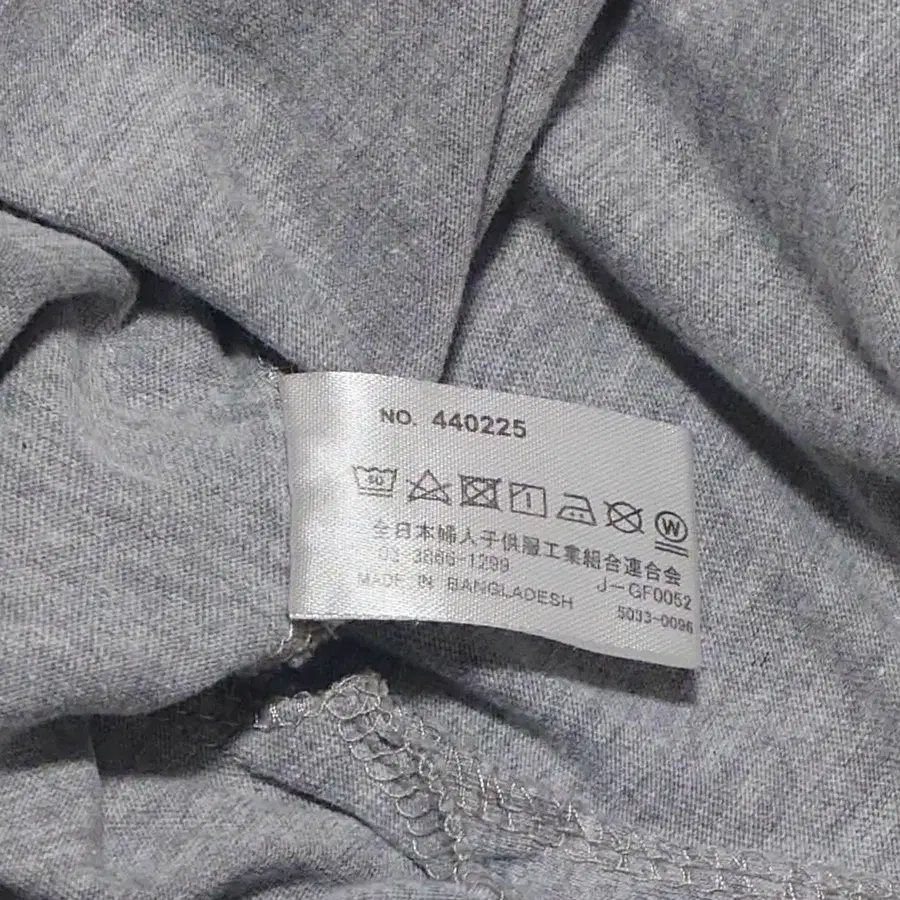 NO. 440225
全日本婦人子供服工業組合連合会
03-3866-1299 J-GF0052
MADE IN BANGLADESH 5033-0096